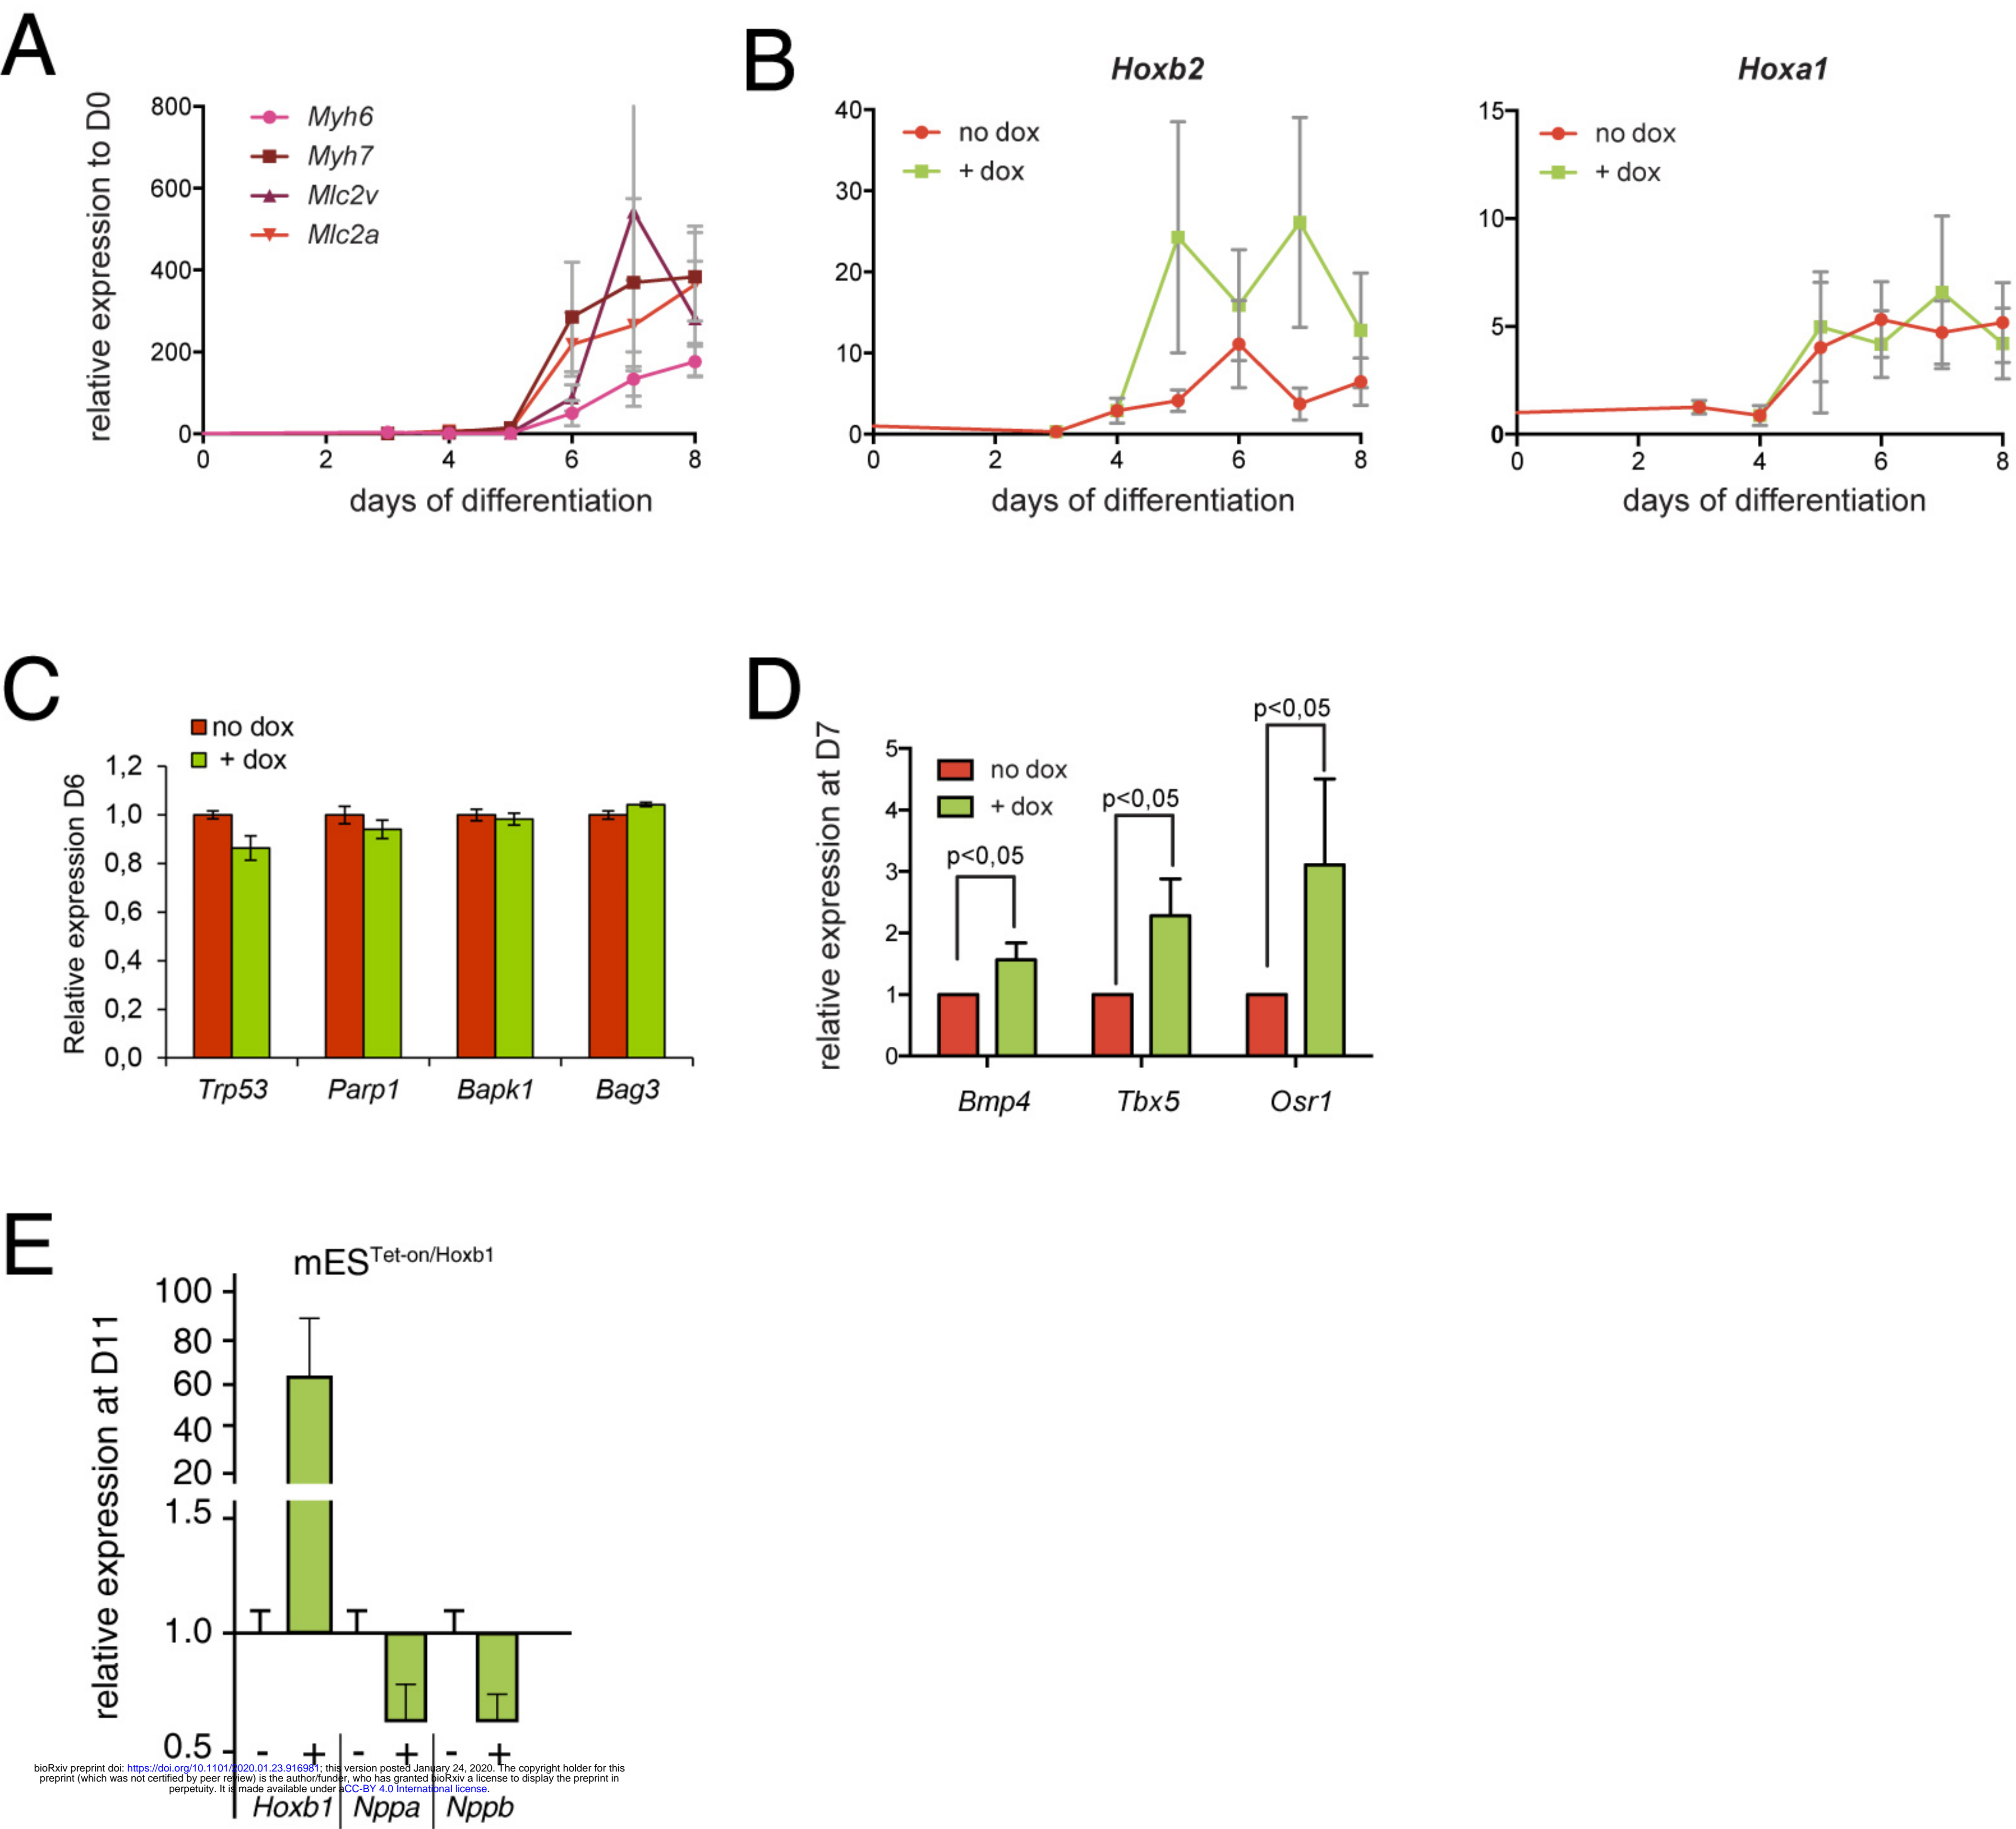 A
relative expression to D0
800
600
400
200
0
Myh6
Myh7
Mlc2v
Mlc2a
0 2 4 6 8
days of differentiation
B
Hoxb2
40
30
20
10
0
no dox
+ dox
0 2 4 6 8
days of differentiation
Hoxa1
15
10
5
0
no dox
+ dox
0 2 4 6 8
days of differentiation
C
no dox
+ dox
Relative expression D6
1,2
1,0
0,8
0,6
0,4
0,2
0,0
Trp53 Parp1 Bapk1 Bag3
D
relative expression at D7
5
4
3
2
1
0
no dox
+ dox
p<0,05
p<0,05
p<0,05
Bmp4 Tbx5 Osr1
E
mES Tet-on/Hoxb1
relative expression at D11
100
80
60
40
20
1.5
1.0
0.5
- + - + - +
bioRxiv preprint doi: https://doi.org/10.1101/2020.01.23.916981; this version posted January 24, 2020. The copyright holder for this
preprint (which was not certified by peer review) is the author/funder, who has granted bioRxiv a license to display the preprint in
perpetuity. It is made available under aCC-BY 4.0 International license.
Hoxb1 Nppa Nppb